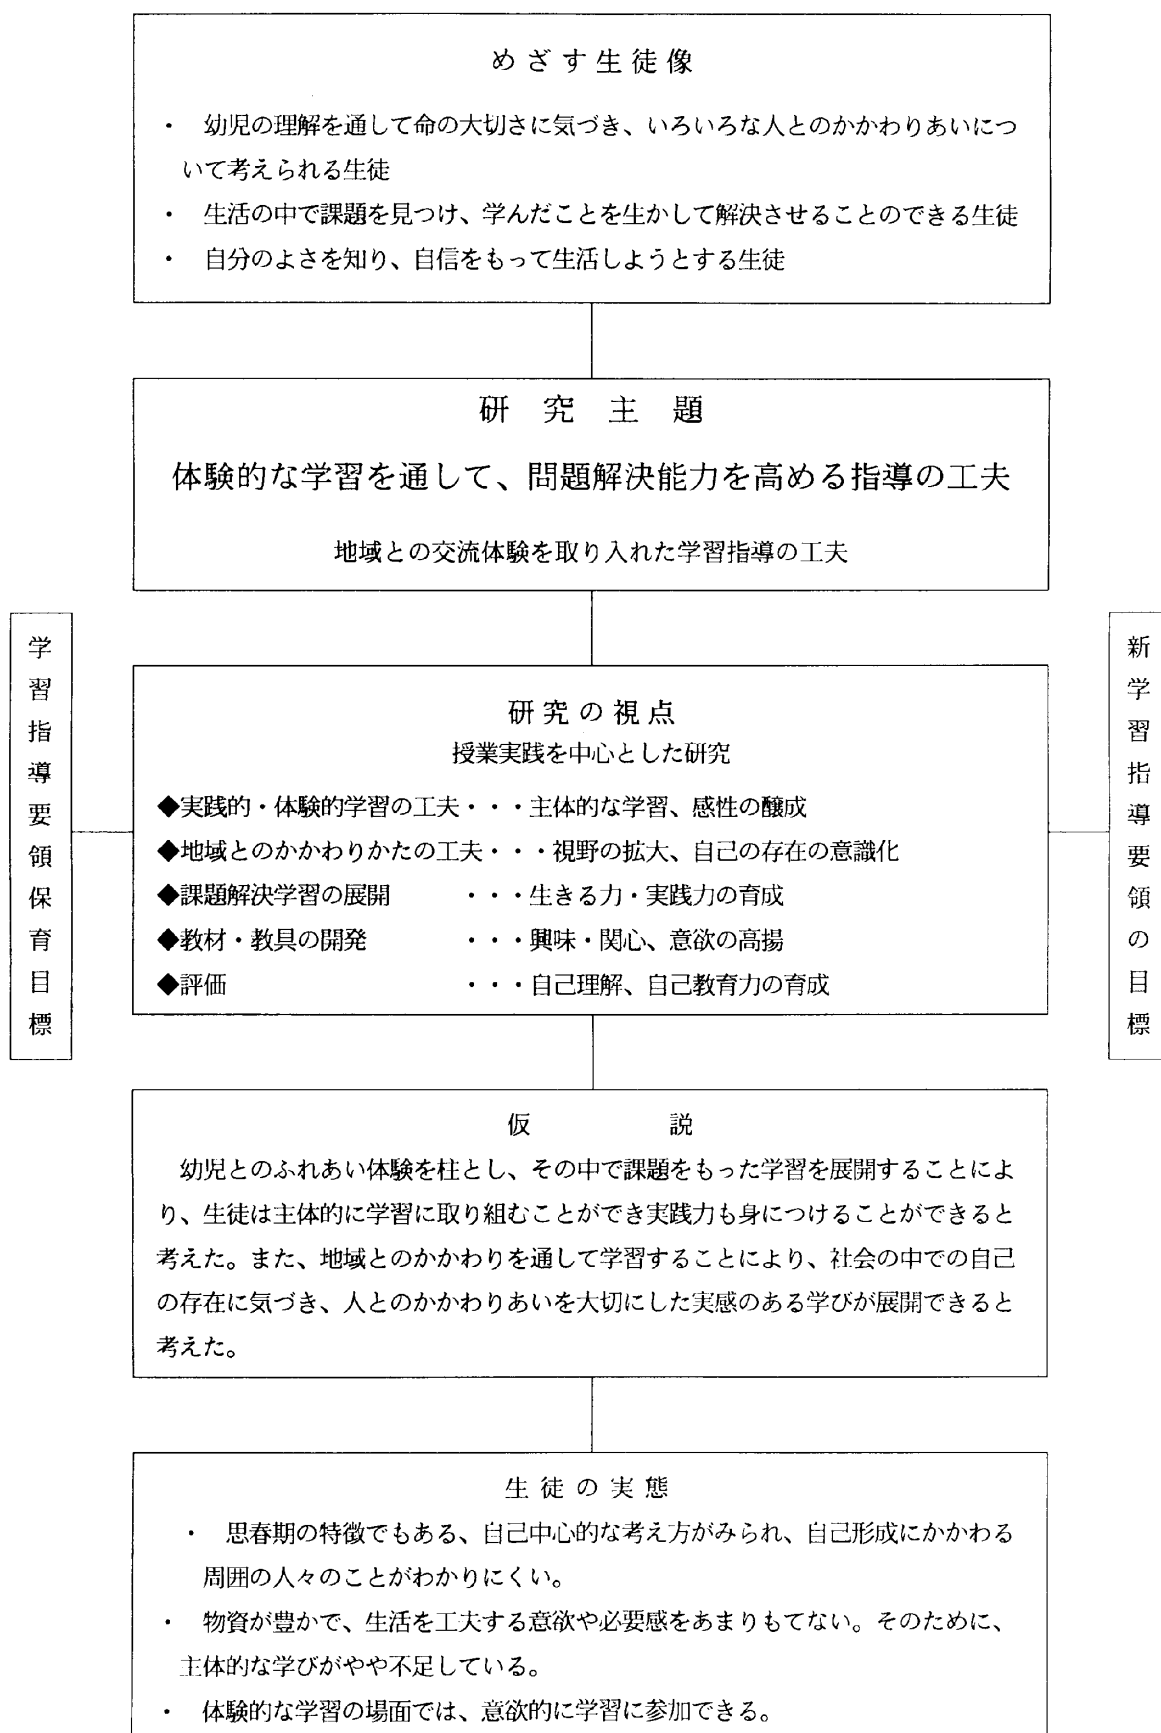 めざす生徒像
・　幼児の理解を通して命の大切さに気づき、いろいろな人とのかかわりあいにつ
いて考えられる生徒
・　生活の中で課題を見つけ、学んだことを生かして解決させることのできる生徒
・　自分のよさを知り、自信をもって生活しようとする生徒
研　究　主　題
体験的な学習を通して、問題解決能力を高める指導の工夫
地域との交流体験を取り入れた学習指導の工夫
学習指導要領保育目標
研究の視点
授業実践を中心とした研究
◆実践的・体験的学習の工夫・・・主体的な学習、感性の醸成
◆地域とのかかわりかたの工夫・・・視野の拡大、自己の存在の意識化
◆課題解決学習の展開　　　・・・生きる力・実践力の育成
◆教材・教具の開発　　　　・・・興味・関心、意欲の高揚
◆評価　　　　　　　　　　・・・自己理解、自己教育力の育成
新学習指導要領の目標
仮　　　　　説
幼児とのふれあい体験を柱とし、その中で課題をもった学習を展開することによ
り、生徒は主体的に学習に取り組むことができ実践力も身につけることができると
考えた。また、地域とのかかわりを通して学習することにより、社会の中での自己
の存在に気づき、人とのかかわりあいを大切にした実感のある学びが展開できると
考えた。
生徒の実態
・　思春期の特徴でもある、自己中心的な考え方がみられ、自己形成にかかわる
周囲の人々のことがわかりにくい。
・　物資が豊かで、生活を工夫する意欲や必要感をあまりもてない。そのために、
主体的な学びがやや不足している。
・　体験的な学習の場面では、意欲的に学習に参加できる。